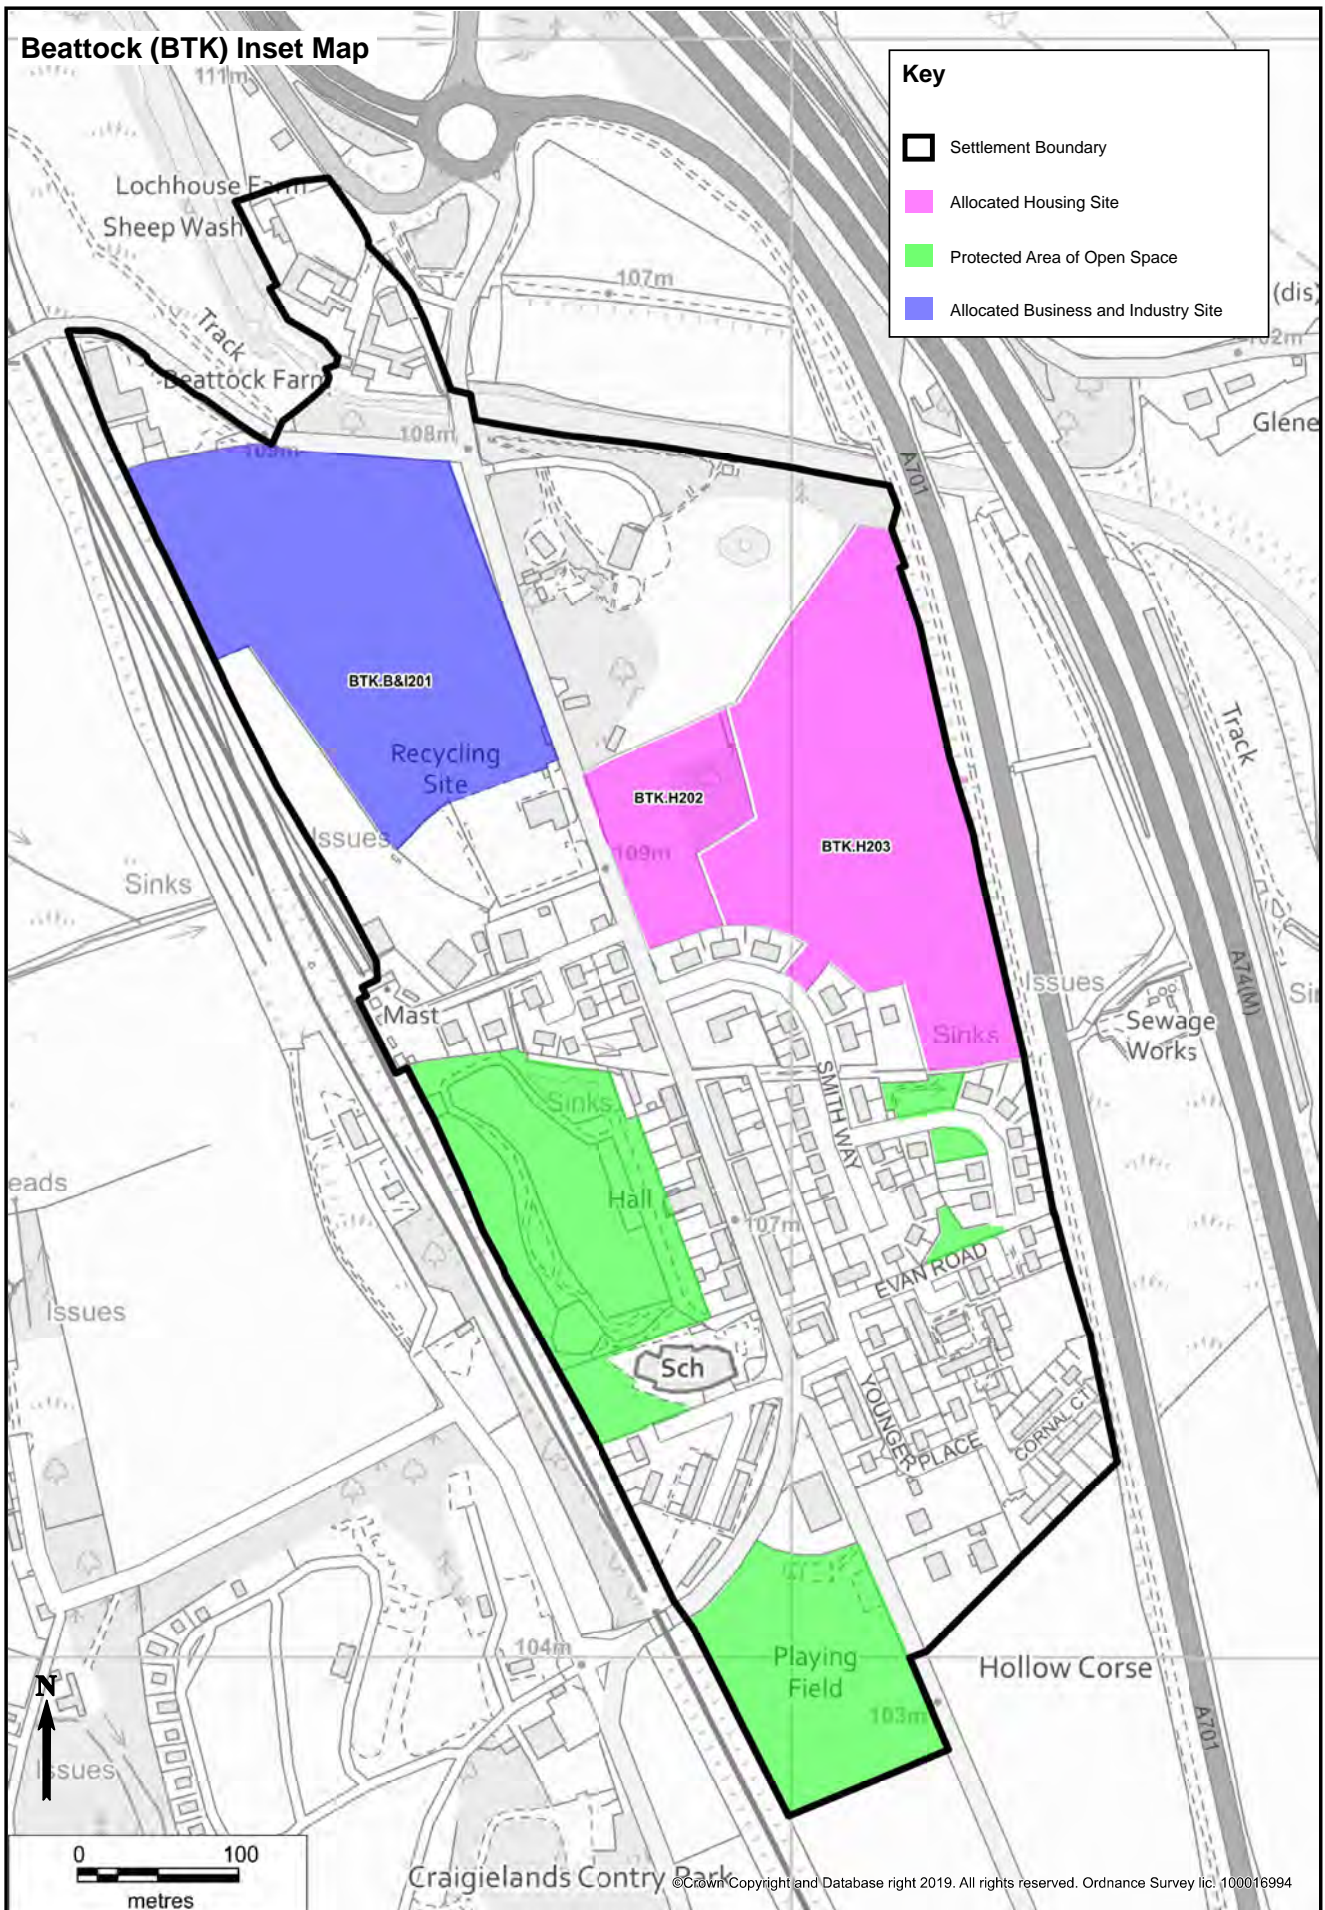 Beattock (BTK) Inset Map
111m
Key
Settlement Boundary
Allocated Housing Site
Protected Area of Open Space
Allocated Business and Industry Site
Lochhouse Farm
Sheep Wash
107m
(dis)
102m
Track
Beattock Farm
Glene
108m
109m
A701
BTK.B&I201
Track
Recycling
Site
BTK.H202
BTK.H203
Issues
109m
Sinks
Issues
A74(M)
Sin
Mast
Sewage
Works
Sinks
SMITH WAY
Sinks
eads
Hall
107m
EVAN ROAD
Issues
Sch
YOUNGER PLACE
CORNAL CT
104m
Playing
Field
Hollow Corse
103m
A701
N
Issues
0 100
metres
Craigielands Contry Park
©Crown Copyright and Database right 2019. All rights reserved. Ordnance Survey lic. 100016994